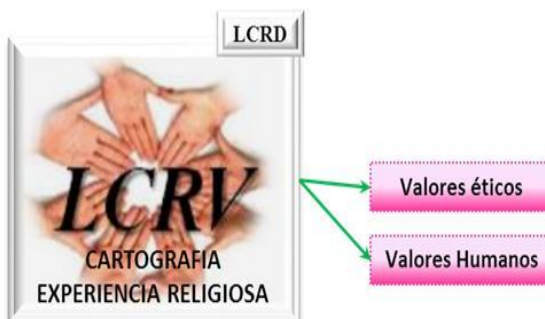 LCRD
LCRV
CARTOGRAFIA
EXPERIENCIA RELIGIOSA
Valores éticos
Valores Humanos